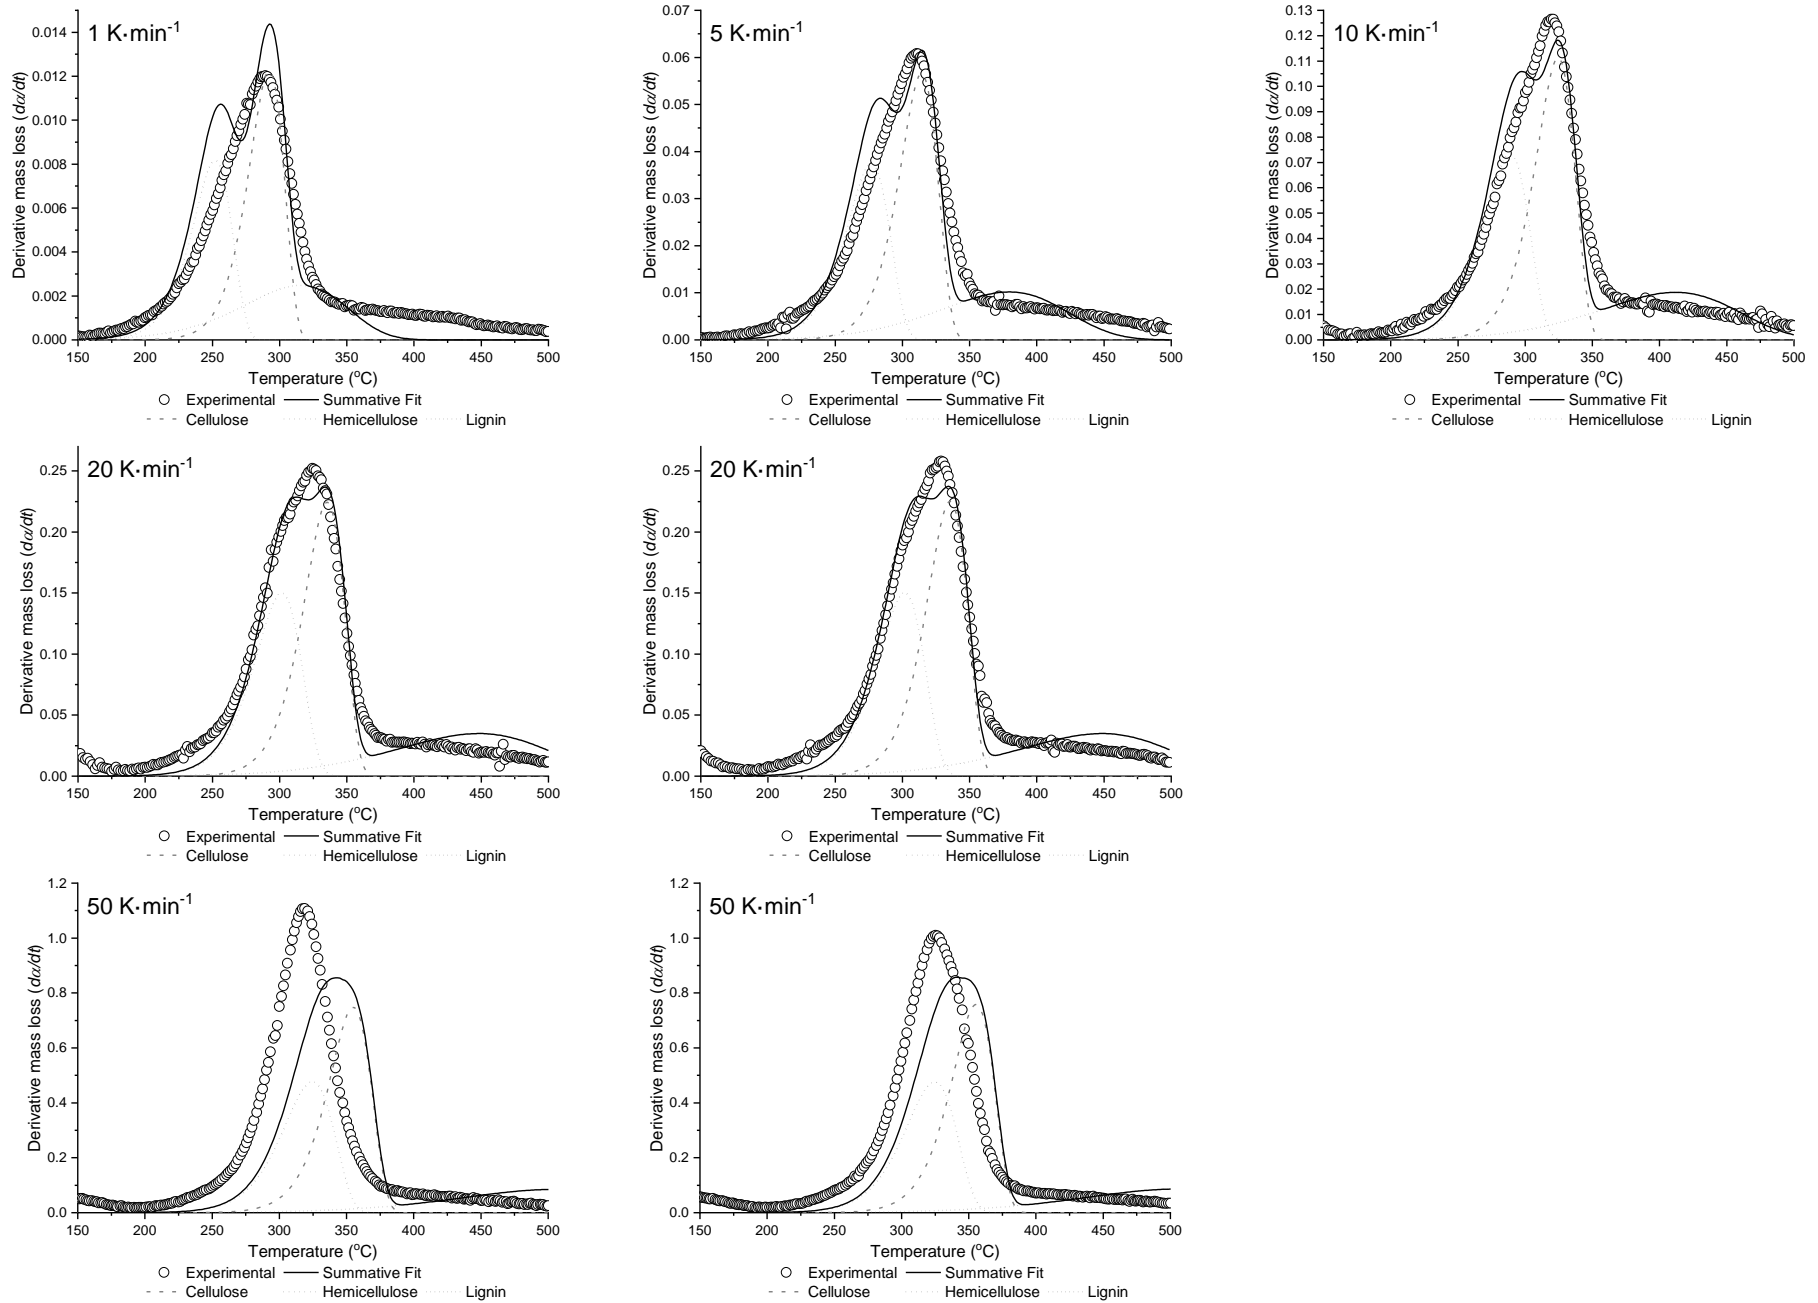 1 K·min⁻¹
Derivative mass loss (dα/dt)
0.014
0.012
0.010
0.008
0.006
0.004
0.002
0.000
150 200 250 300 350 400 450 500
Temperature (°C)
Experimental Summative Fit
Cellulose Hemicellulose Lignin
5 K·min⁻¹
Derivative mass loss (dα/dt)
0.07
0.06
0.05
0.04
0.03
0.02
0.01
0.00
150 200 250 300 350 400 450 500
Temperature (°C)
Experimental Summative Fit
Cellulose Hemicellulose Lignin
10 K·min⁻¹
Derivative mass loss (dα/dt)
0.13
0.12
0.11
0.10
0.09
0.08
0.07
0.06
0.05
0.04
0.03
0.02
0.01
0.00
150 200 250 300 350 400 450 500
Temperature (°C)
Experimental Summative Fit
Cellulose Hemicellulose Lignin
20 K·min⁻¹
Derivative mass loss (dα/dt)
0.25
0.20
0.15
0.10
0.05
0.00
150 200 250 300 350 400 450 500
Temperature (°C)
Experimental Summative Fit
Cellulose Hemicellulose Lignin
20 K·min⁻¹
Derivative mass loss (dα/dt)
0.25
0.20
0.15
0.10
0.05
0.00
150 200 250 300 350 400 450 500
Temperature (°C)
Experimental Summative Fit
Cellulose Hemicellulose Lignin
50 K·min⁻¹
Derivative mass loss (dα/dt)
1.2
1.0
0.8
0.6
0.4
0.2
0.0
150 200 250 300 350 400 450 500
Temperature (°C)
Experimental Summative Fit
Cellulose Hemicellulose Lignin
50 K·min⁻¹
Derivative mass loss (dα/dt)
1.2
1.0
0.8
0.6
0.4
0.2
0.0
150 200 250 300 350 400 450 500
Temperature (°C)
Experimental Summative Fit
Cellulose Hemicellulose Lignin